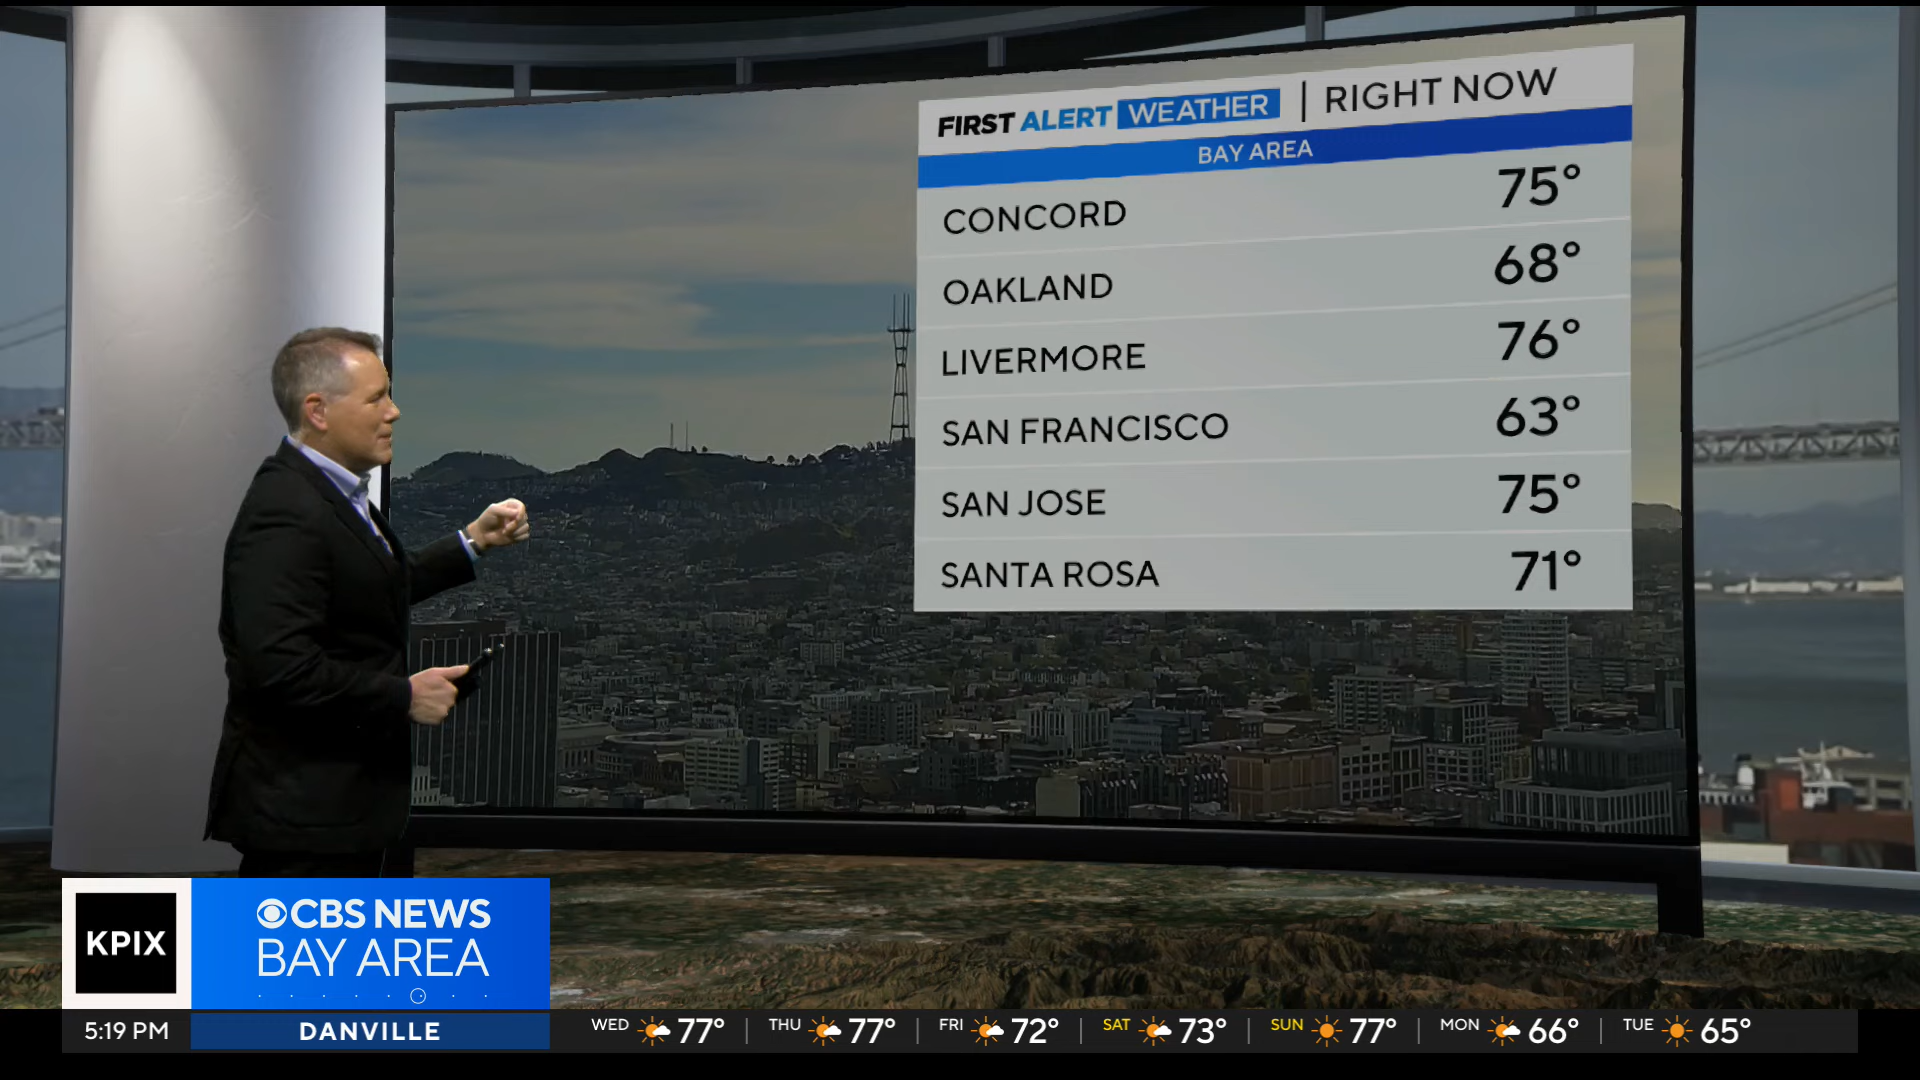 FIRST ALERT WEATHER | RIGHT NOW
BAY AREA
CONCORD 75°
OAKLAND 68°
LIVERMORE 76°
SAN FRANCISCO 63°
SAN JOSE 75°
SANTA ROSA 71°
KPIX
CBS NEWS
BAY AREA
5:19 PM DANVILLE WED 77° | THU 77° | FRI 72° | SAT 73° | SUN 77° | MON 66° | TUE 65°